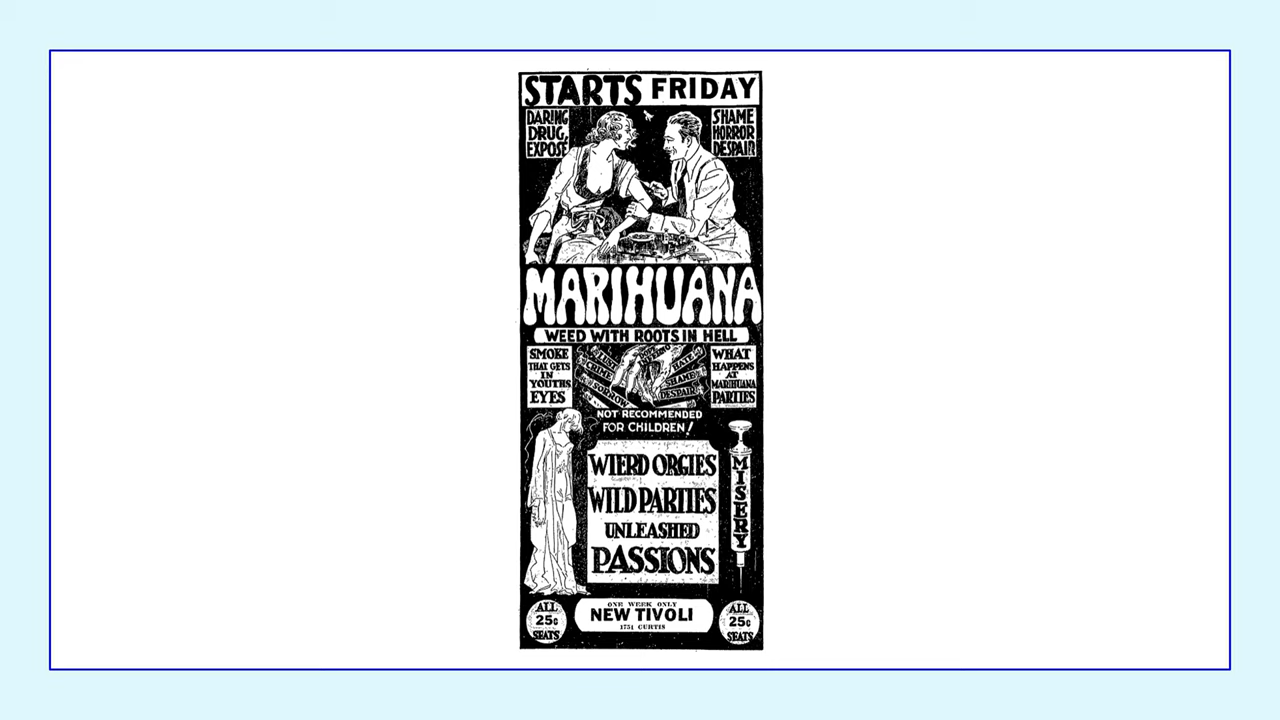 STARTS FRIDAY
DARING
DRUG
EXPOSÉ
SHAME
HORROR
DESPAIR
MARIHUANA
WEED WITH ROOTS IN HELL
SMOKE
THAT GETS
IN
YOUTHS
EYES
LUST
CRIME
SORROW
HATE
SHAME
DESPAIR
WHAT
HAPPENS
AT
MARIHUANA
PARTIES
NOT RECOMMENDED
FOR CHILDREN!
WIERD ORGIES
WILD PARTIES
UNLEASHED
PASSIONS
MISERY
ALL
25¢
SEATS
ONE WEEK ONLY
NEW TIVOLI
1751 CURTIS
ALL
25¢
SEATS